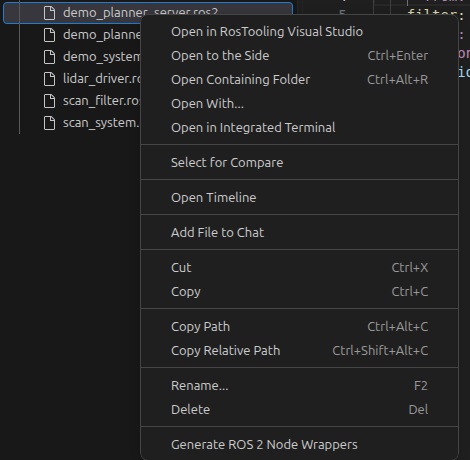 demo_planner_server.ros2
demo_planne
demo_system
lidar_driver.ro
scan_filter.ros
scan_system.
Open in RosTooling Visual Studio
Open to the Side Ctrl+Enter
Open Containing Folder Ctrl+Alt+R
Open With...
Open in Integrated Terminal
Select for Compare
Open Timeline
Add File to Chat
Cut Ctrl+X
Copy Ctrl+C
Copy Path Ctrl+Alt+C
Copy Relative Path Ctrl+Shift+Alt+C
Rename... F2
Delete Del
Generate ROS 2 Node Wrappers
5
filter: